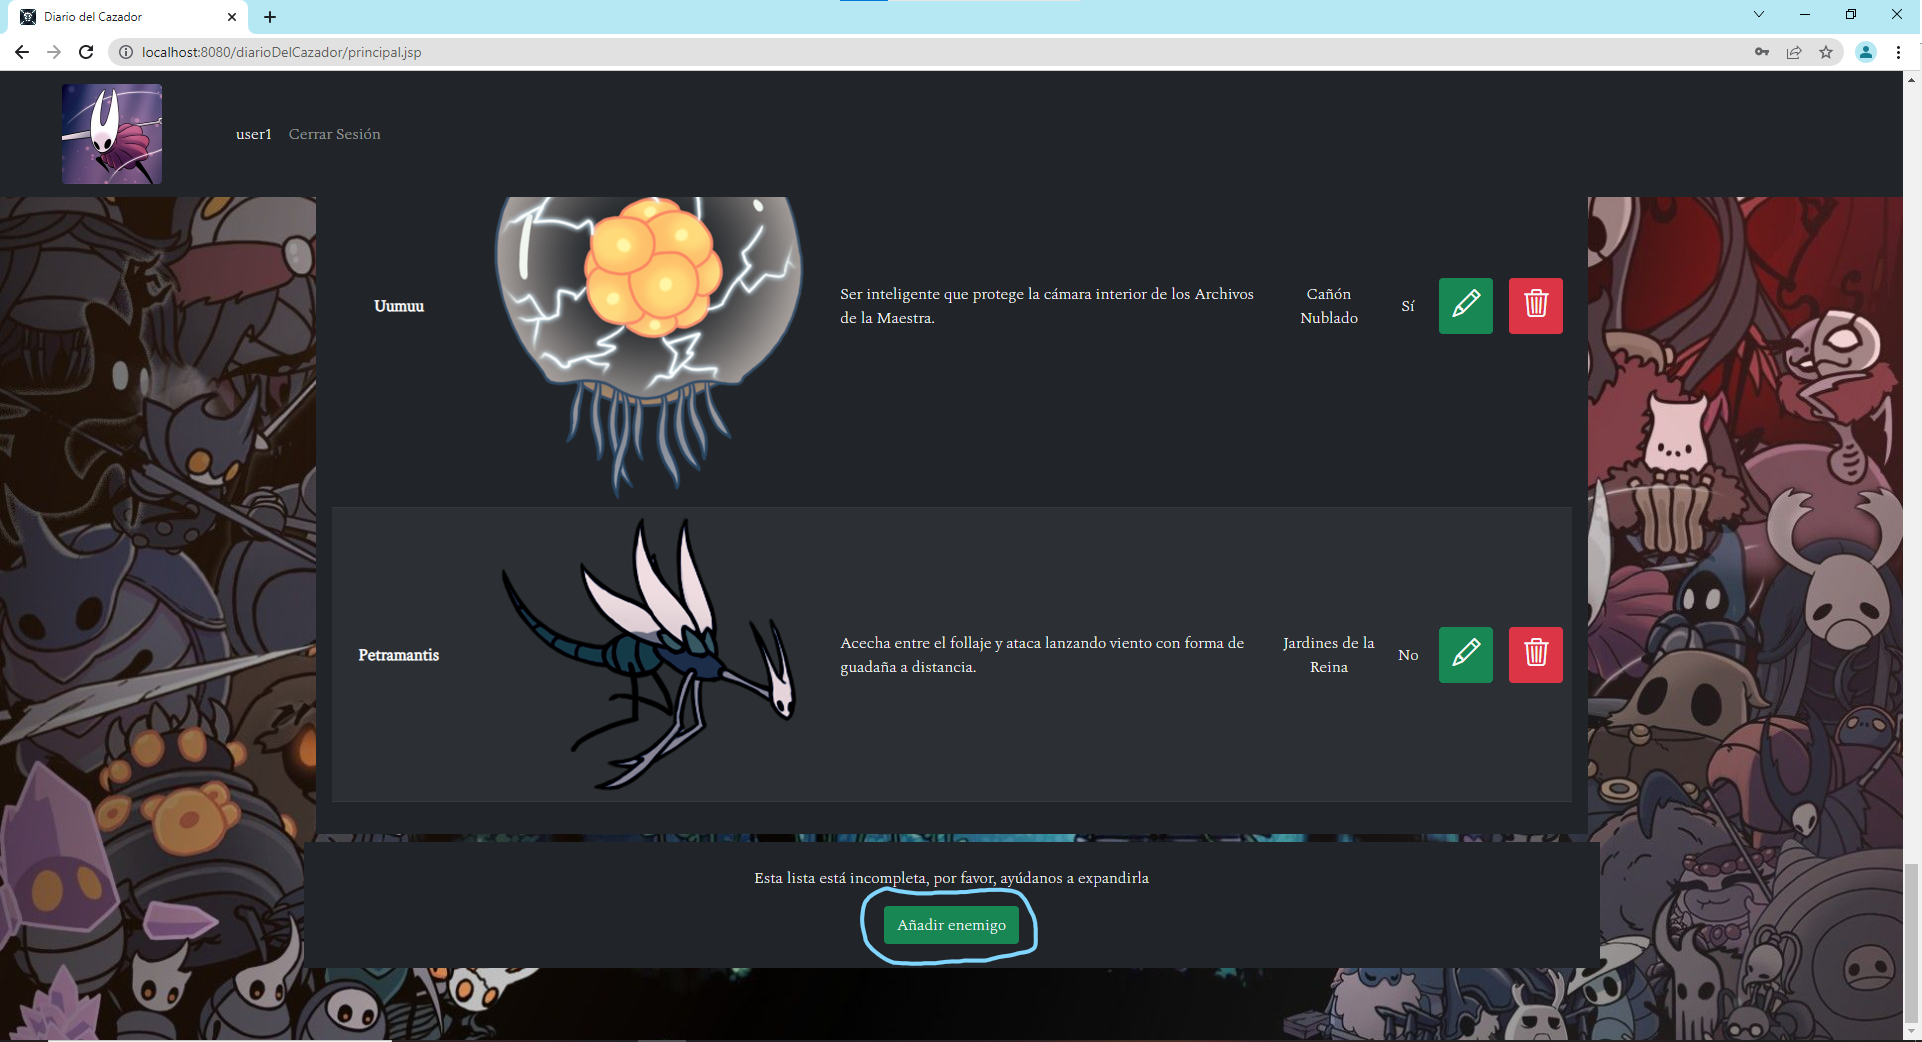 Diario del Cazador
localhost:8080/diarioDelCazador/principal.jsp
user1 Cerrar Sesión
Uumuu
Ser inteligente que protege la cámara interior de los Archivos
de la Maestra.
Cañón
Nublado
Sí
Petramantis
Acecha entre el follaje y ataca lanzando viento con forma de
guadaña a distancia.
Jardines de la
Reina
No
Esta lista está incompleta, por favor, ayúdanos a expandirla
Añadir enemigo